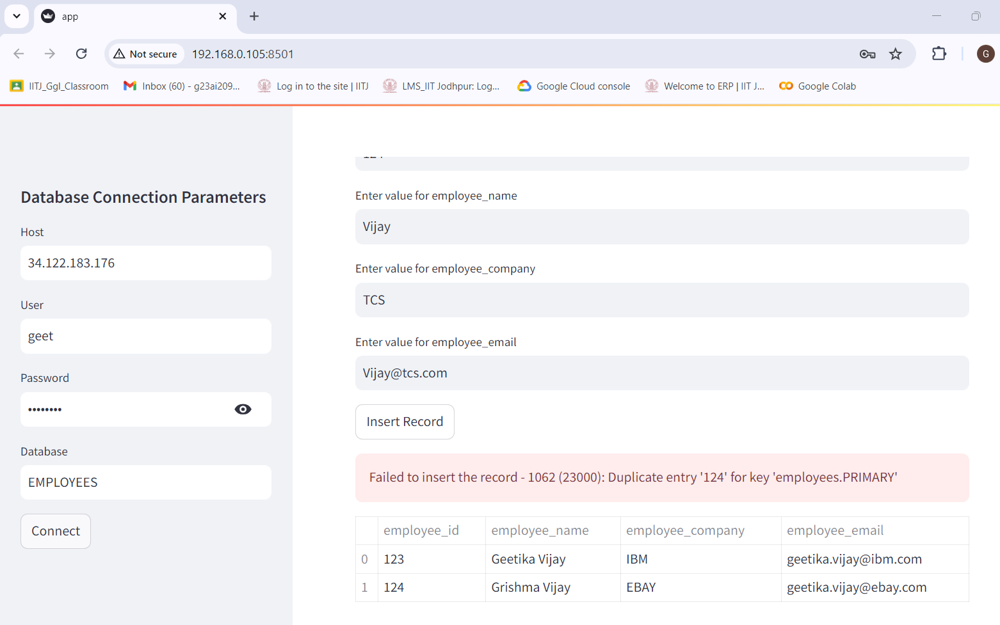 app
Not secure
192.168.0.105:8501
G
IITJ_Ggl_Classroom
Inbox (60) - g23ai209...
Log in to the site | IITJ
LMS_IIT Jodhpur: Log...
Google Cloud console
Welcome to ERP | IIT J...
Google Colab
Database Connection Parameters
Host
34.122.183.176
User
geet
Password
••••••••
Database
EMPLOYEES
Connect
Enter value for employee_name
Vijay
Enter value for employee_company
TCS
Enter value for employee_email
Vijay@tcs.com
Insert Record
Failed to insert the record - 1062 (23000): Duplicate entry '124' for key 'employees.PRIMARY'
employee_id employee_name employee_company employee_email
0 123 Geetika Vijay IBM geetika.vijay@ibm.com
1 124 Grishma Vijay EBAY geetika.vijay@ebay.com